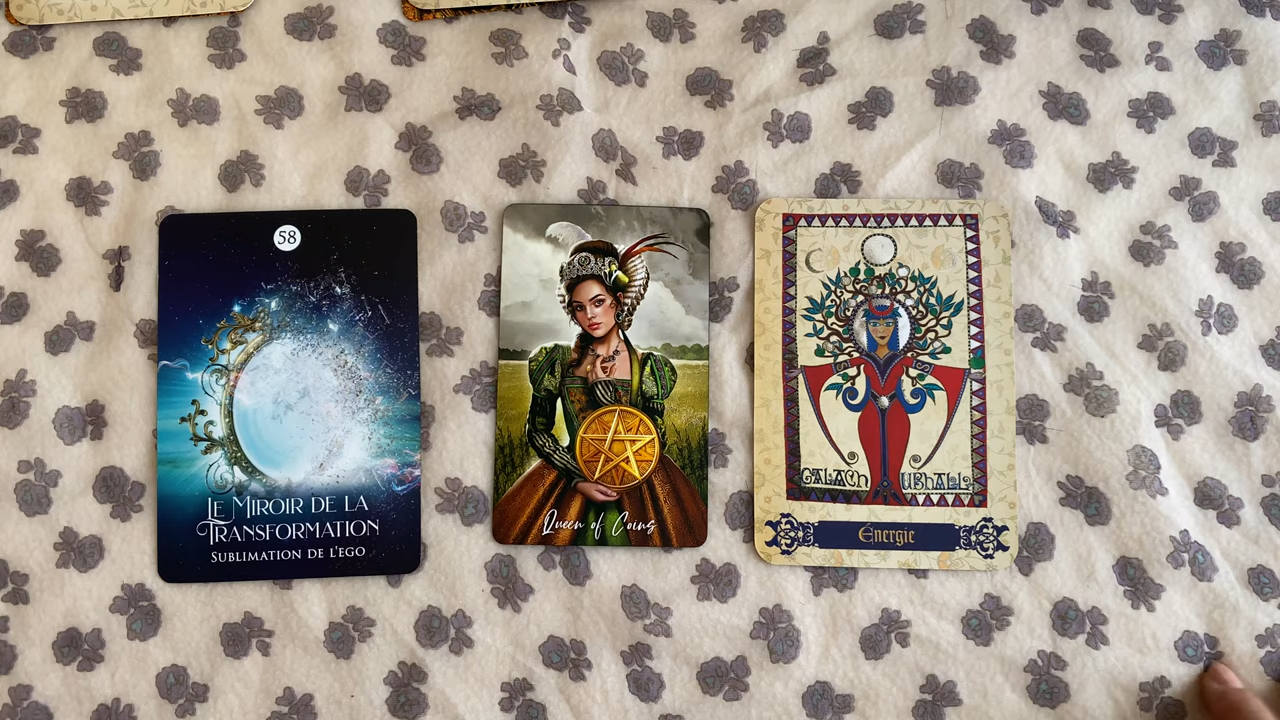 58
LE MIROIR DE LA
TRANSFORMATION
SUBLIMATION DE L'EGO
Queen of Coins
GALACH UBHALL
Énergie